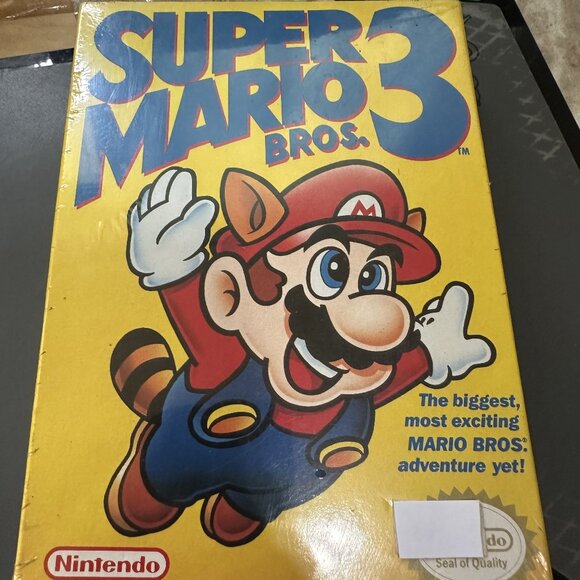 SUPER
MARIO 3
BROS. TM
M
The biggest,
most exciting
MARIO BROS.
adventure yet!
Nintendo
Seal of Quality